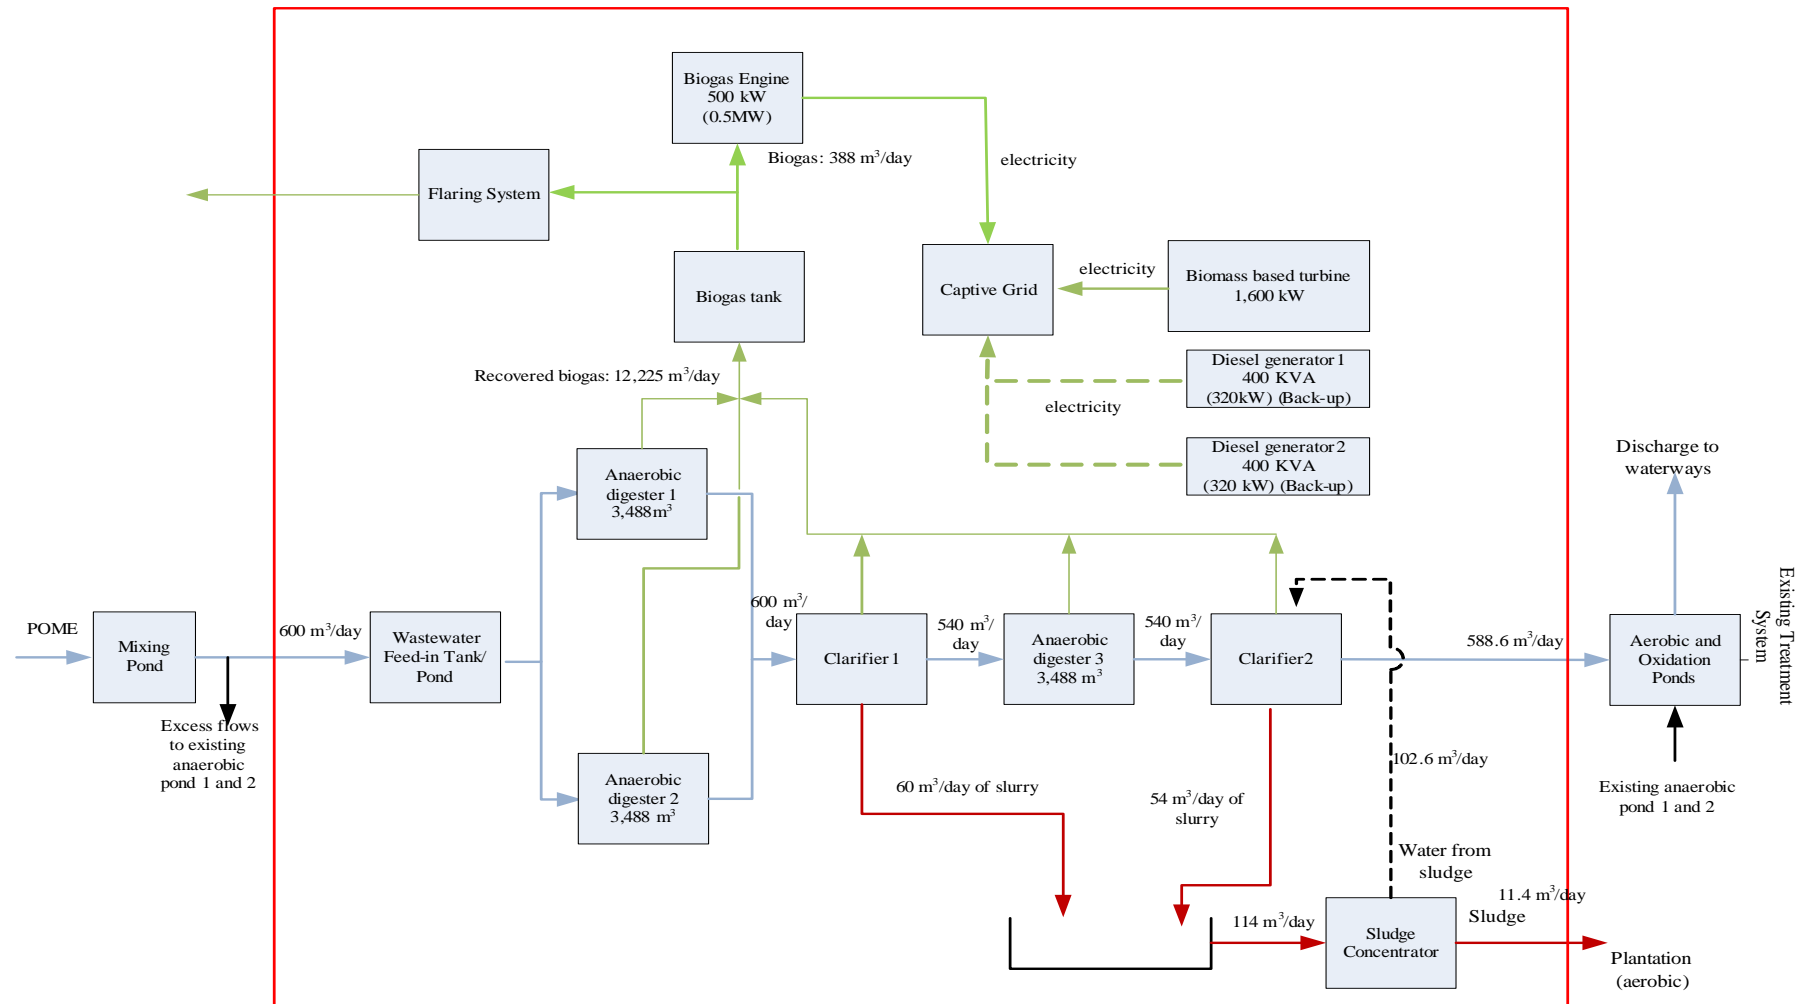 Biogas Engine
500 kW
(0.5MW)
Biogas: 388 m³/day
electricity
Flaring System
Biogas tank
Captive Grid
electricity
Biomass based turbine
1,600 kW
Recovered biogas: 12,225 m³/day
Diesel generator1
400 KVA
(320kW) (Back-up)
electricity
Diesel generator2
400 KVA
(320 kW) (Back-up)
Anaerobic
digester 1
3,488m³
Discharge to
waterways
POME
Mixing
Pond
600 m³/day
Wastewater
Feed-in Tank/
Pond
600 m³/
day
Clarifier 1
540 m³/
day
Anaerobic
digester 3
3,488 m³
540 m³/
day
Clarifier2
588.6 m³/day
Aerobic and
Oxidation
Ponds
Existing Treatment
System
Excess flows
to existing
anaerobic
pond 1 and 2
Anaerobic
digester 2
3,488 m³
60 m³/day of slurry
54 m³/day of
slurry
102.6 m³/day
Existing anaerobic
pond 1 and 2
Water from
sludge
114 m³/day
Sludge
Concentrator
11.4 m³/day
Sludge
Plantation
(aerobic)